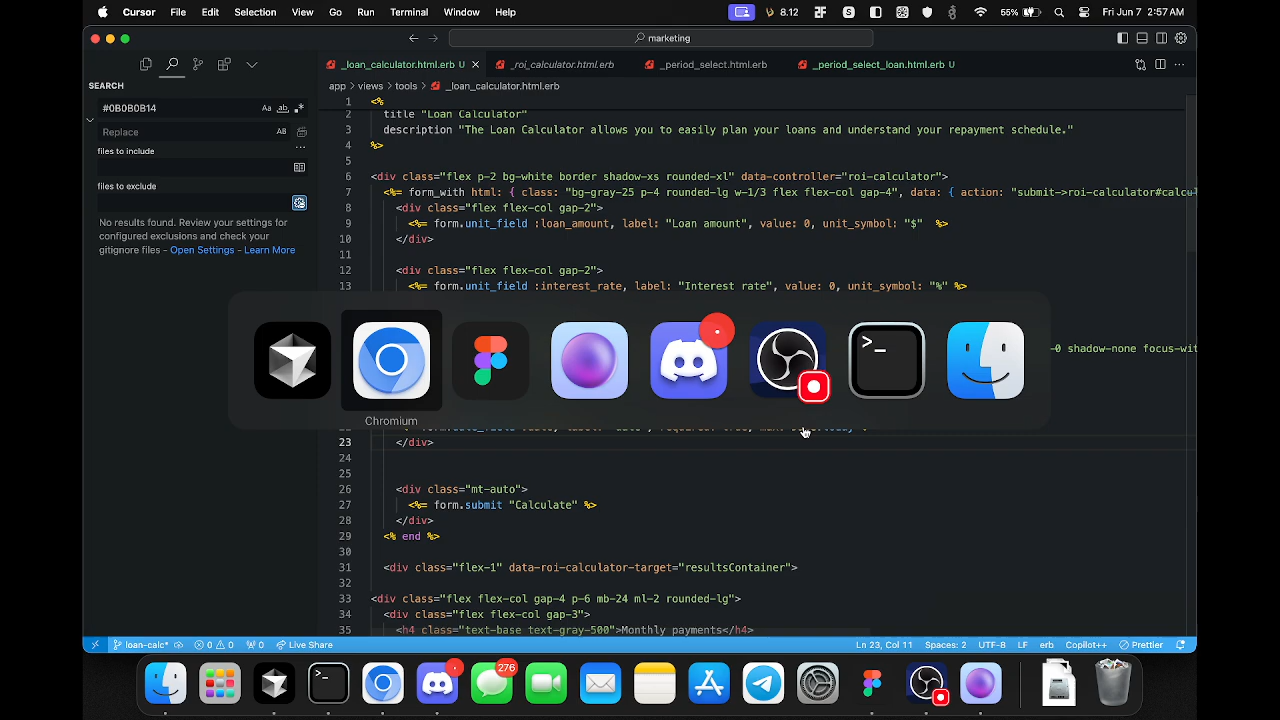 Cursor File Edit Selection View Go Run Terminal Window Help 8.12 55% Fri Jun 7 2:57 AM
marketing
_loan_calculator.html.erb U _roi_calculator.html.erb _period_select.html.erb _period_select_loan.html.erb U
SEARCH
app > views > tools > _loan_calculator.html.erb
#0B0B0B14 Aa ab
Replace AB
files to include
files to exclude
No results found. Review your settings for
configured exclusions and check your
gitignore files - Open Settings - Learn More
1 <%
2 title "Loan Calculator"
3 description "The Loan Calculator allows you to easily plan your loans and understand your repayment schedule."
4 %>
5
6 <div class="flex p-2 bg-white border shadow-xs rounded-xl" data-controller="roi-calculator">
7 <%= form_with html: { class: "bg-gray-25 p-4 rounded-lg w-1/3 flex flex-col gap-4", data: { action: "submit->roi-calculator#calcul
8 <div class="flex flex-col gap-2">
9 <%= form.unit_field :loan_amount, label: "Loan amount", value: 0, unit_symbol: "$" %>
10 </div>
11
12 <div class="flex flex-col gap-2">
13 <%= form.unit_field :interest_rate, label: "Interest rate", value: 0, unit_symbol: "%" %>
-0 shadow-none focus-wit
Chromium
23 </div>
24
25
26 <div class="mt-auto">
27 <%= form.submit "Calculate" %>
28 </div>
29 <% end %>
30
31 <div class="flex-1" data-roi-calculator-target="resultsContainer">
32
33 <div class="flex flex-col gap-4 p-6 mb-24 ml-2 rounded-lg">
34 <div class="flex flex-col gap-3">
35 <h4 class="text-base text-gray-500">Monthly payments</h4>
loan-calc* 0 0 0 Live Share Ln 23, Col 11 Spaces: 2 UTF-8 LF erb Copilot++ Prettier
276